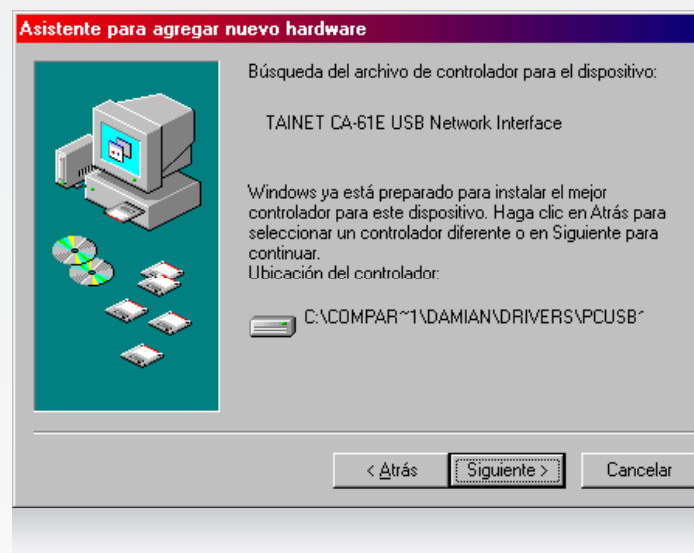 Asistente para agregar nuevo hardware
Búsqueda del archivo de controlador para el dispositivo:
TAINET CA-61E USB Network Interface
Windows ya está preparado para instalar el mejor
controlador para este dispositivo. Haga clic en Atrás para
seleccionar un controlador diferente o en Siguiente para
continuar.
Ubicación del controlador:
C:\COMPAR~1\DAMIAN\DRIVERS\PCUSB~
< Atrás Siguiente > Cancelar